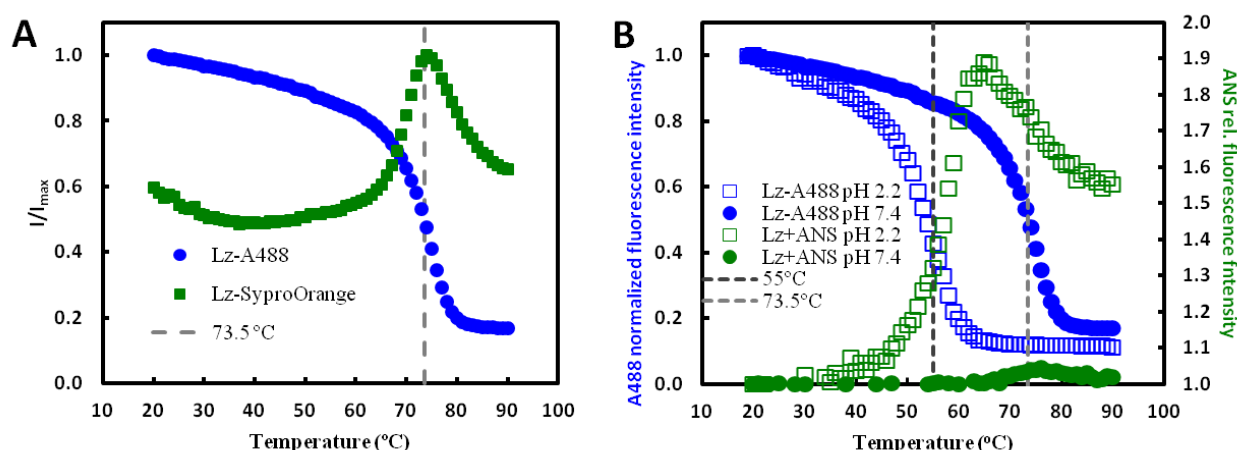 A
I/Imax
1.0
0.8
0.6
0.4
0.2
0.0
Lz-A488
Lz-SyproOrange
73.5 °C
10 20 30 40 50 60 70 80 90 100
Temperature (°C)
B
A488 normalized fluorescence intensity
1.0
0.8
0.6
0.4
0.2
0.0
Lz-A488 pH 2.2
Lz-A488 pH 7.4
Lz+ANS pH 2.2
Lz+ANS pH 7.4
55°C
73.5°C
10 20 30 40 50 60 70 80 90 100
Temperature (°C)
2.0
1.9
1.8
1.7
1.6
1.5
1.4
1.3
1.2
1.1
1.0
ANS rel. fluorescence fntensity